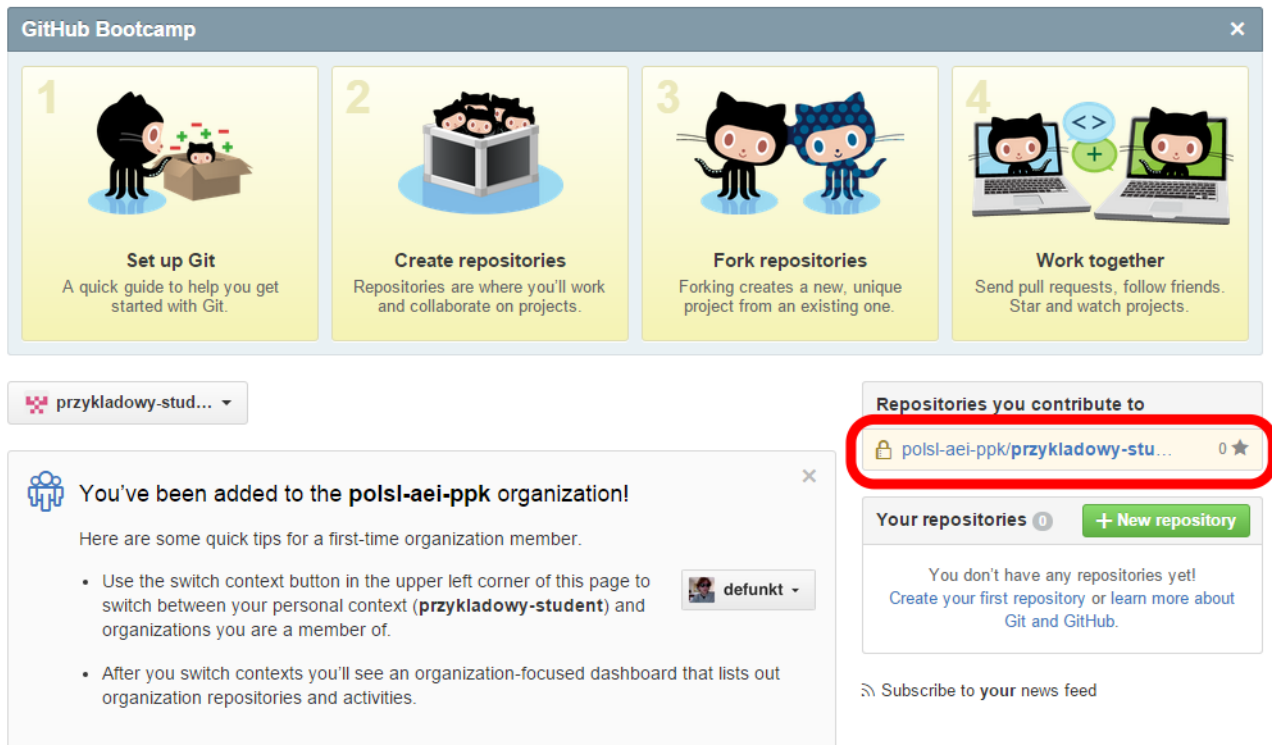 GitHub Bootcamp
×
1
2
3
4
<>
+
Set up Git
A quick guide to help you get
started with Git.
Create repositories
Repositories are where you'll work
and collaborate on projects.
Fork repositories
Forking creates a new, unique
project from an existing one.
Work together
Send pull requests, follow friends.
Star and watch projects.
przykladowy-stud...
You've been added to the polsl-aei-ppk organization!
×
Here are some quick tips for a first-time organization member.
• Use the switch context button in the upper left corner of this page to
switch between your personal context (przykladowy-student) and
organizations you are a member of.
defunkt
• After you switch contexts you'll see an organization-focused dashboard that lists out
organization repositories and activities.
Repositories you contribute to
polsl-aei-ppk/przykladowy-stu... 0 ★
Your repositories 0
+ New repository
You don't have any repositories yet!
Create your first repository or learn more about
Git and GitHub.
Subscribe to your news feed